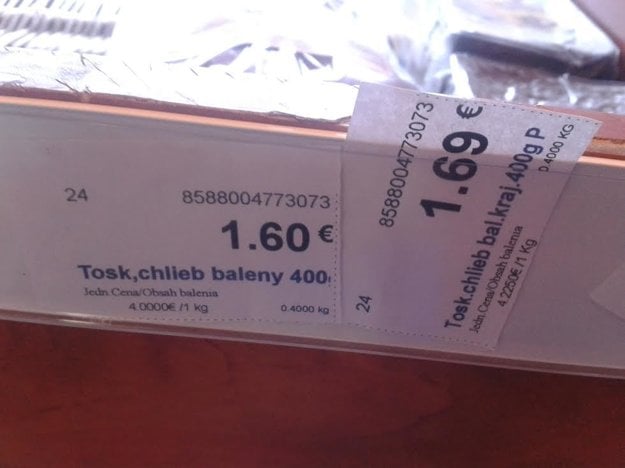 24
8588004773073
1.60 €
Tosk,chlieb baleny 400
Jedn.Cena/Obsah balenia
4.0000€ /1 kg
0.4000 kg
8588004773073
1.69 €
Tosk.chlieb bal.kraj.400g P
Jedn.Cena/Obsah balenia
4.2250€ /1 Kg
0.4000 KG
24